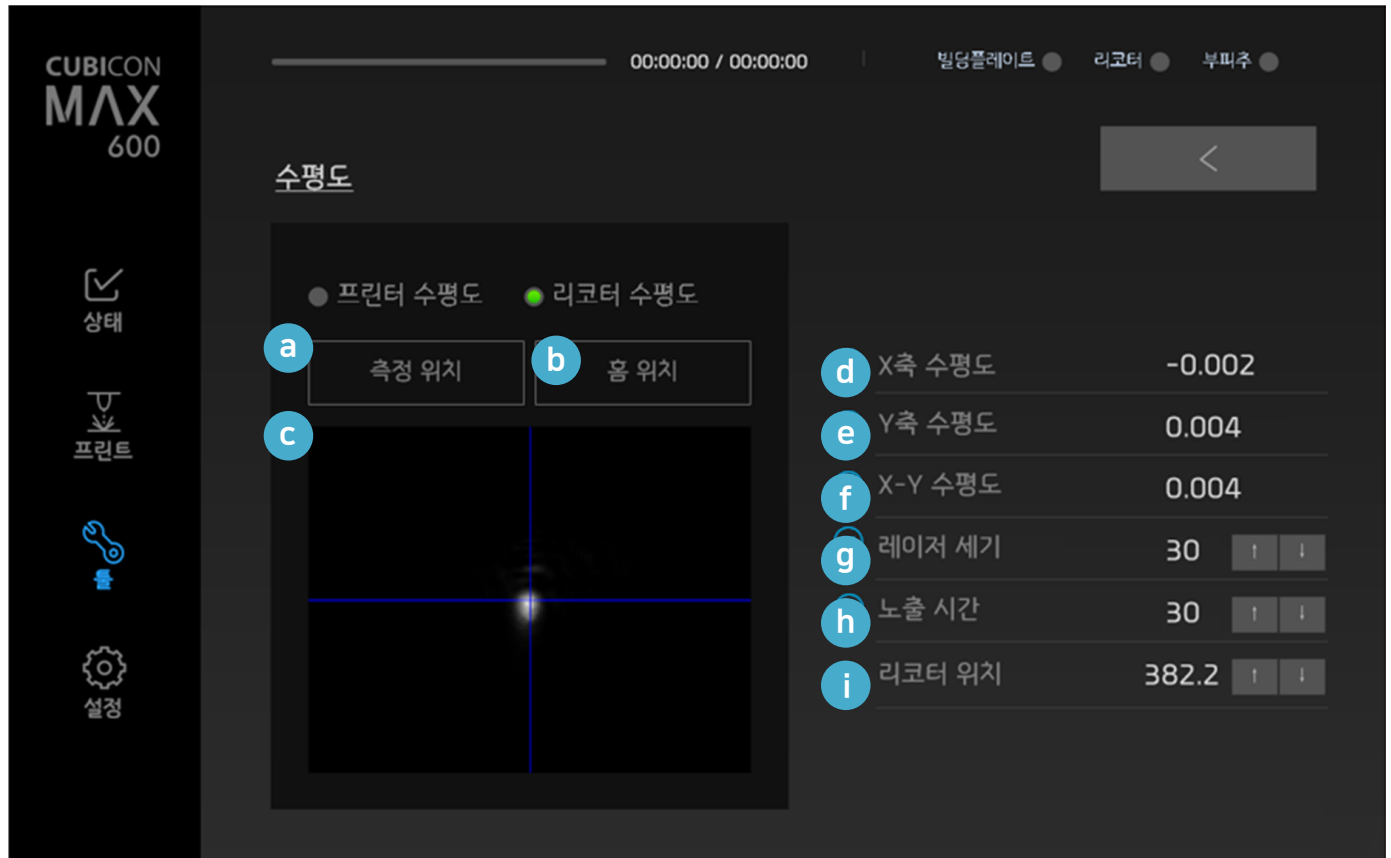 CUBICON
MAX
600
00:00:00 / 00:00:00
빌딩플레이트
리코터
부피추
<
수평도
상태
프린트
툴
설정
프린터 수평도
리코터 수평도
a
측정 위치
b
홈 위치
c
d X축 수평도 -0.002
e Y축 수평도 0.004
f X-Y 수평도 0.004
g 레이저 세기 30 ↑ ↓
h 노출 시간 30 ↑ ↓
i 리코터 위치 382.2 ↑ ↓